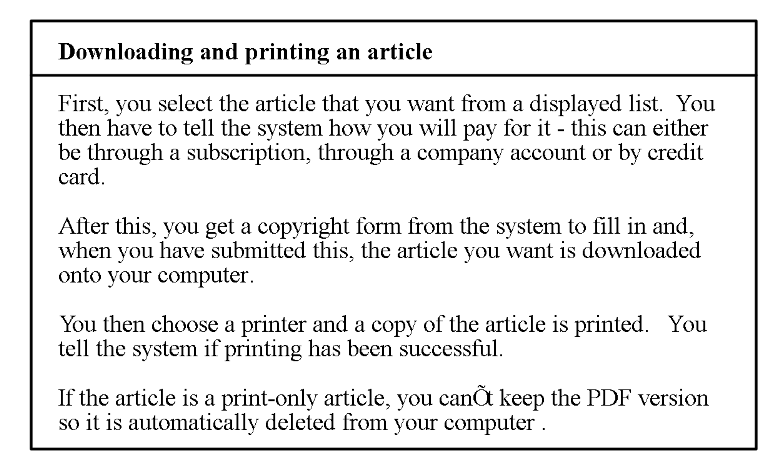 Downloading and printing an article
First, you select the article that you want from a displayed list. You
then have to tell the system how you will pay for it - this can either
be through a subscription, through a company account or by credit
card.
After this, you get a copyright form from the system to fill in and,
when you have submitted this, the article you want is downloaded
onto your computer.
You then choose a printer and a copy of the article is printed. You
tell the system if printing has been successful.
If the article is a print-only article, you canÕt keep the PDF version
so it is automatically deleted from your computer .